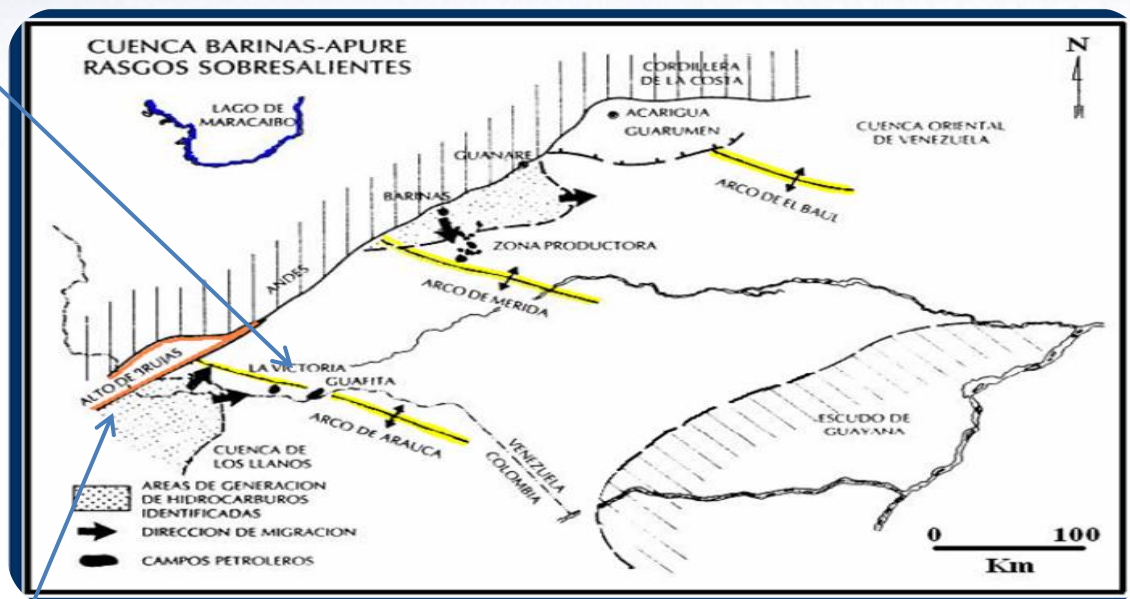 CUENCA BARINAS-APURE
RASGOS SOBRESALIENTES
N
CORDILLERA
DE LA COSTA
LAGO DE
MARACAIBO
ACARIGUA
GUARUMEN
CUENCA ORIENTAL
DE VENEZUELA
GUANARE
BARINAS
ARCO DE EL BAUL
ZONA PRODUCTORA
ANDES
ARCO DE MERIDA
ALTO DE TRUJAS
LA VICTORIA
GUAFITA
ARCO DE ARAUCA
ESCUDO DE
GUAYANA
VENEZUELA
COLOMBIA
CUENCA DE
LOS LLANOS
AREAS DE GENERACION
DE HIDROCARBUROS
IDENTIFICADAS
DIRECCION DE MIGRACION
CAMPOS PETROLEROS
0 100
Km